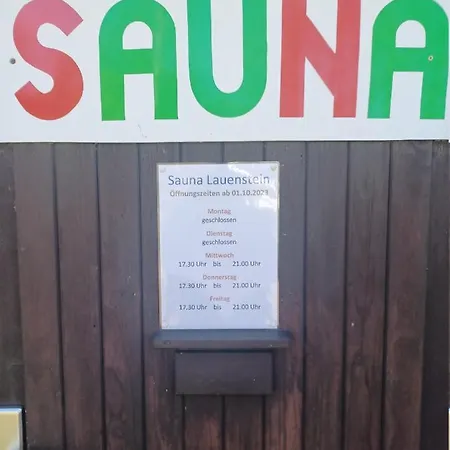 SAUNA
Sauna Lauenstein
Öffnungszeiten ab 01.10.2023
Montag
geschlossen
Dienstag
geschlossen
Mittwoch
17.30 Uhr bis 21.00 Uhr
Donnerstag
17.30 Uhr bis 21.00 Uhr
Freitag
17.30 Uhr bis 21.00 Uhr